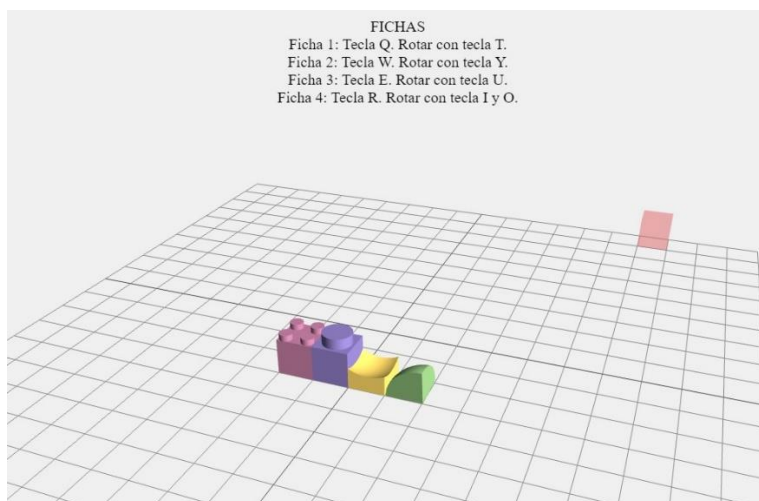 FICHAS
Ficha 1: Tecla Q. Rotar con tecla T.
Ficha 2: Tecla W. Rotar con tecla Y.
Ficha 3: Tecla E. Rotar con tecla U.
Ficha 4: Tecla R. Rotar con tecla I y O.